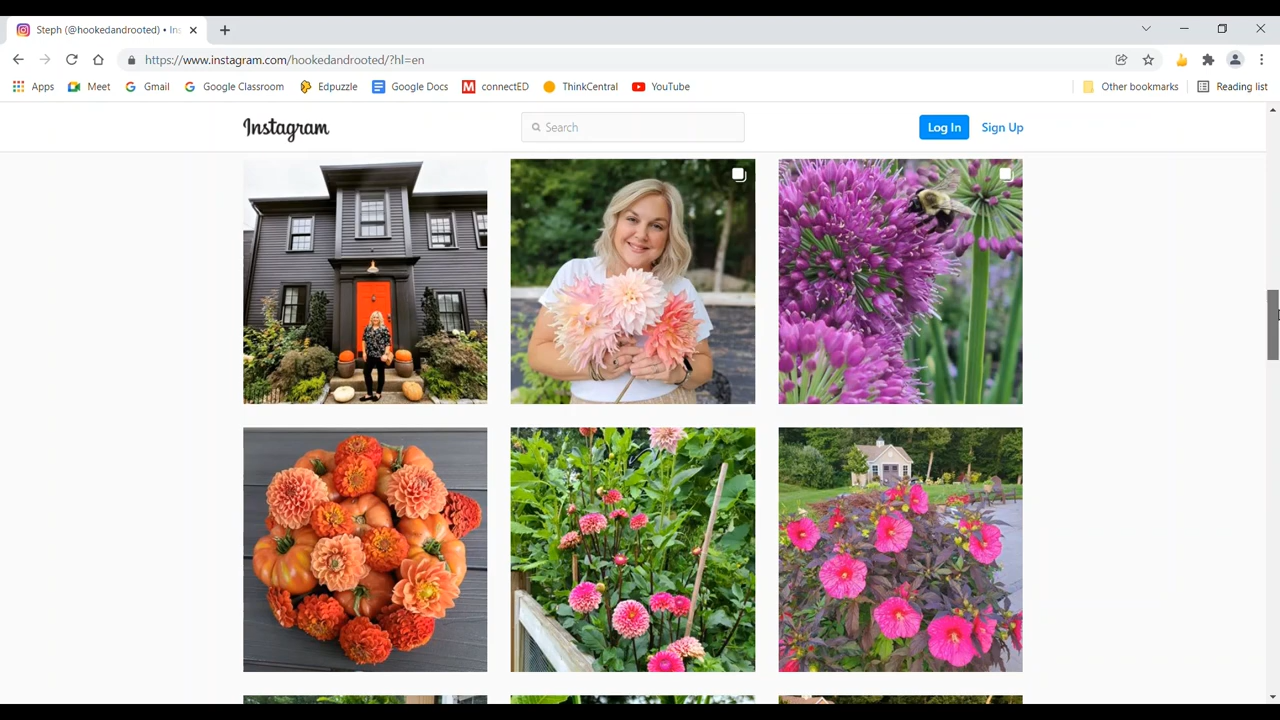 Steph (@hookedandrooted) • In
https://www.instagram.com/hookedandrooted/?hl=en
Apps Meet Gmail Google Classroom Edpuzzle Google Docs connectED ThinkCentral YouTube Other bookmarks Reading list
Instagram Search Log In Sign Up